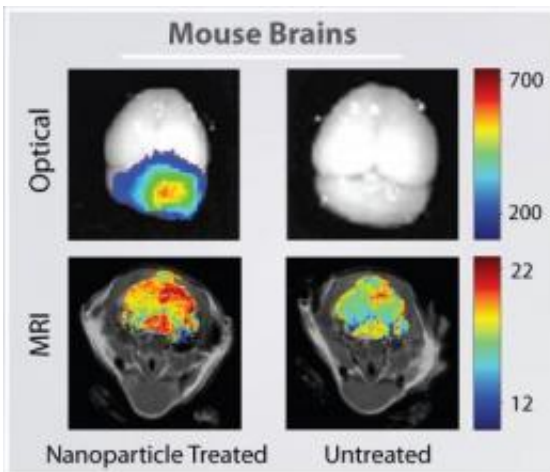 Mouse Brains
Optical
700
200
MRI
22
12
Nanoparticle Treated
Untreated